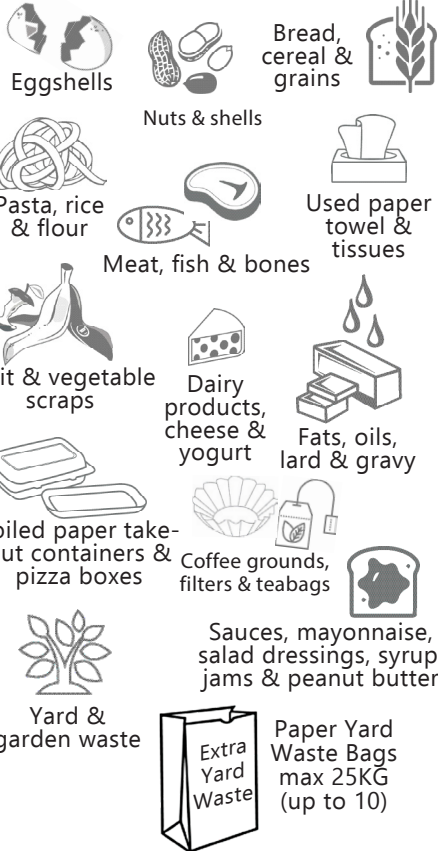 Eggshells
Nuts & shells
Bread,
cereal &
grains
Pasta, rice
& flour
Meat, fish & bones
Used paper
towel &
tissues
it & vegetable
scraps
Dairy
products,
cheese &
yogurt
Fats, oils,
lard & gravy
oiled paper take-
ut containers &
pizza boxes
Coffee grounds,
filters & teabags
Sauces, mayonnaise,
salad dressings, syrup
jams & peanut butter
Yard &
garden waste
Extra
Yard
Waste
Paper Yard
Waste Bags
max 25KG
(up to 10)